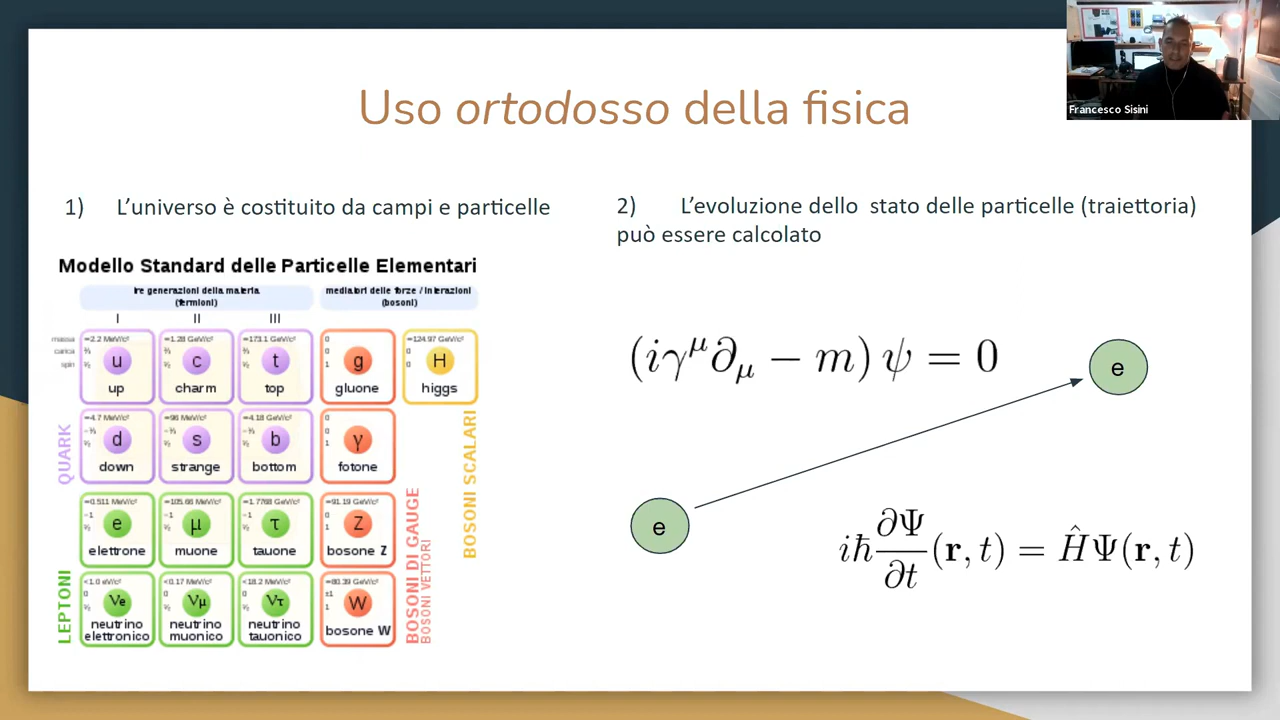 Francesco Sisini
Uso ortodosso della fisica
1) L'universo è costituito da campi e particelle
Modello Standard delle Particelle Elementari
tre generazioni della materia
(fermioni)
mediatori delle forze / interazioni
(bosoni)
I II III
massa
carica
spin
≈2.2 MeV/c²
⅔
½
u
up
≈1.28 GeV/c²
⅔
½
c
charm
≈173.1 GeV/c²
⅔
½
t
top
0
0
1
g
gluone
≈124.97 GeV/c²
0
0
H
higgs
QUARK
≈4.7 MeV/c²
−⅓
½
d
down
≈96 MeV/c²
−⅓
½
s
strange
≈4.18 GeV/c²
−⅓
½
b
bottom
0
0
1
γ
fotone
BOSONI SCALARI
LEPTONI
≈0.511 MeV/c²
−1
½
e
elettrone
≈105.66 MeV/c²
−1
½
μ
muone
≈1.7768 GeV/c²
−1
½
τ
tauone
≈91.19 GeV/c²
0
1
Z
bosone Z
<1.0 eV/c²
0
½
νe
neutrino
elettronico
<0.17 MeV/c²
0
½
νμ
neutrino
muonico
<18.2 MeV/c²
0
½
ντ
neutrino
tauonico
≈80.39 GeV/c²
±1
1
W
bosone W
BOSONI DI GAUGE
BOSONI VETTORI
2) L'evoluzione dello stato delle particelle (traiettoria)
può essere calcolato
(iγ^μ∂_μ − m) ψ = 0
e
e
iħ ∂Ψ/∂t (r, t) = ĤΨ(r, t)